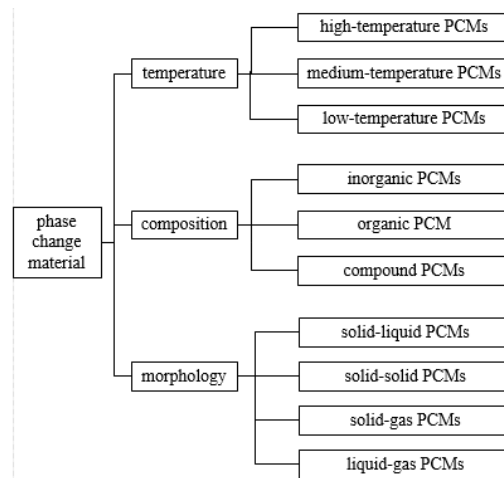 high-temperature PCMs
temperature
medium-temperature PCMs
low-temperature PCMs
inorganic PCMs
phase
change
material
composition
organic PCM
compound PCMs
solid-liquid PCMs
morphology
solid-solid PCMs
solid-gas PCMs
liquid-gas PCMs